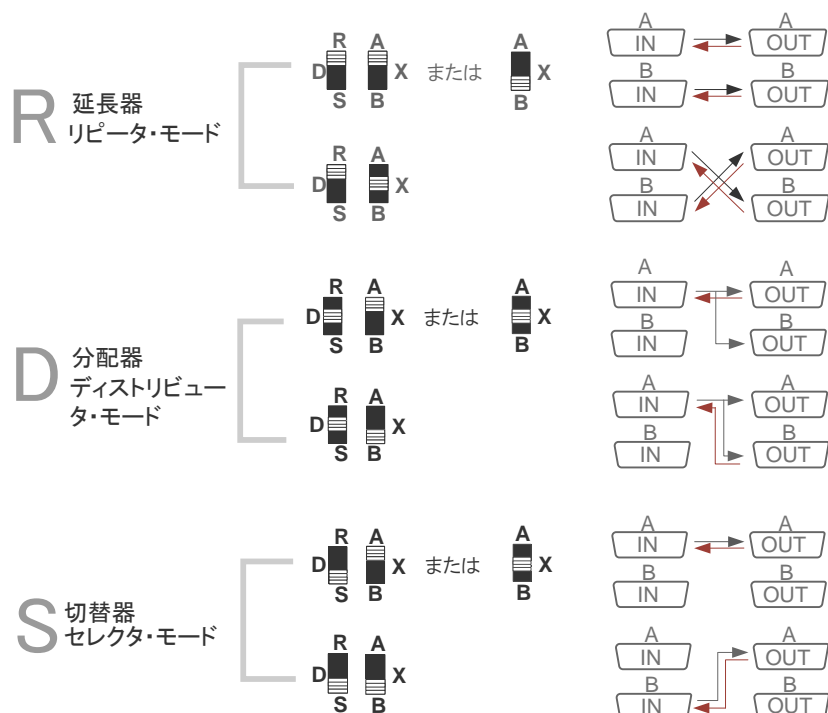 R
延長器
リピータ・モード
R A
D X
S B
または
A
X
B
R A
D X
S B
A A
IN OUT
B B
IN OUT
A A
IN OUT
B B
IN OUT
D
分配器
ディストリビュー
タ・モード
R A
D X
S B
または
A
X
B
R A
D X
S B
A A
IN OUT
B B
IN OUT
A A
IN OUT
B B
IN OUT
S
切替器
セレクタ・モード
R A
D X
S B
または
A
X
B
R A
D X
S B
A A
IN OUT
B B
IN OUT
A A
IN OUT
B B
IN OUT